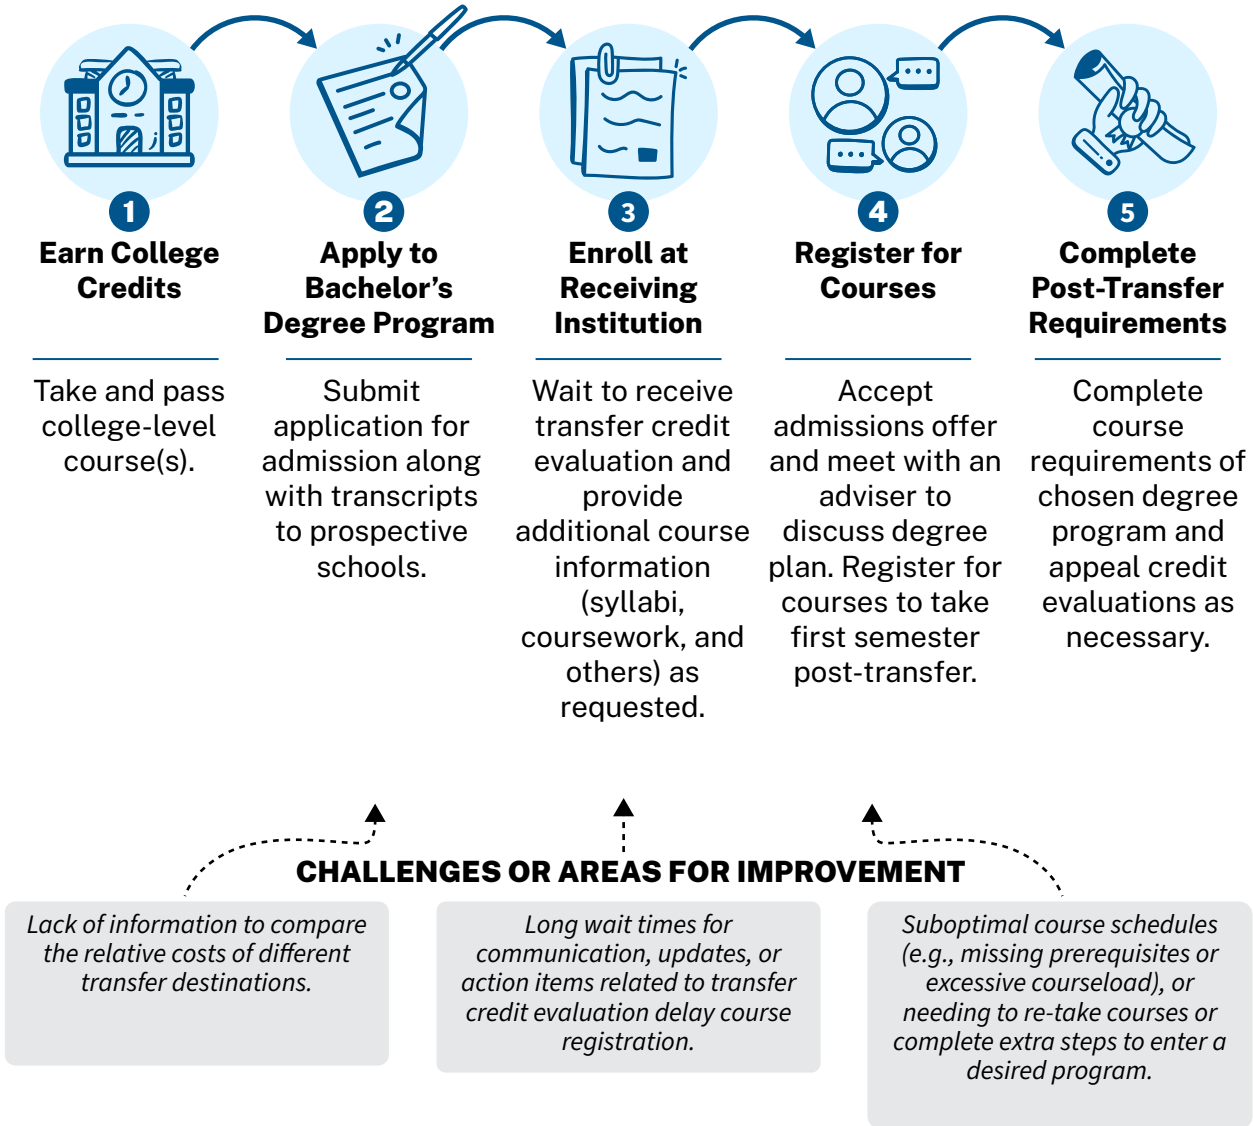 1
Earn College
Credits
Take and pass
college-level
course(s).
2
Apply to
Bachelor’s
Degree Program
Submit
application for
admission along
with transcripts
to prospective
schools.
3
Enroll at
Receiving
Institution
Wait to receive
transfer credit
evaluation and
provide
additional course
information
(syllabi,
coursework, and
others) as
requested.
4
Register for
Courses
Accept
admissions offer
and meet with an
adviser to
discuss degree
plan. Register for
courses to take
first semester
post-transfer.
5
Complete
Post-Transfer
Requirements
Complete
course
requirements of
chosen degree
program and
appeal credit
evaluations as
necessary.
CHALLENGES OR AREAS FOR IMPROVEMENT
Lack of information to compare
the relative costs of different
transfer destinations.
Long wait times for
communication, updates, or
action items related to transfer
credit evaluation delay course
registration.
Suboptimal course schedules
(e.g., missing prerequisites or
excessive courseload), or
needing to re-take courses or
complete extra steps to enter a
desired program.